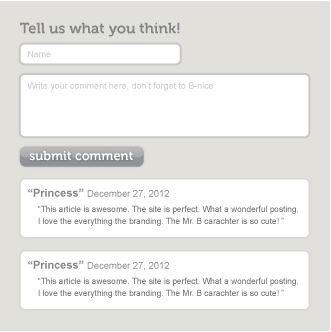 Tell us what you think!
Name
Write your comment here, don't forget to B-nice
submit comment
“Princess” December 27, 2012
“This article is awesome. The site is perfect. What a wonderful posting.
I love the everything the branding. The Mr. B carachter is so cute! ”
“Princess” December 27, 2012
“This article is awesome. The site is perfect. What a wonderful posting.
I love the everything the branding. The Mr. B carachter is so cute! ”